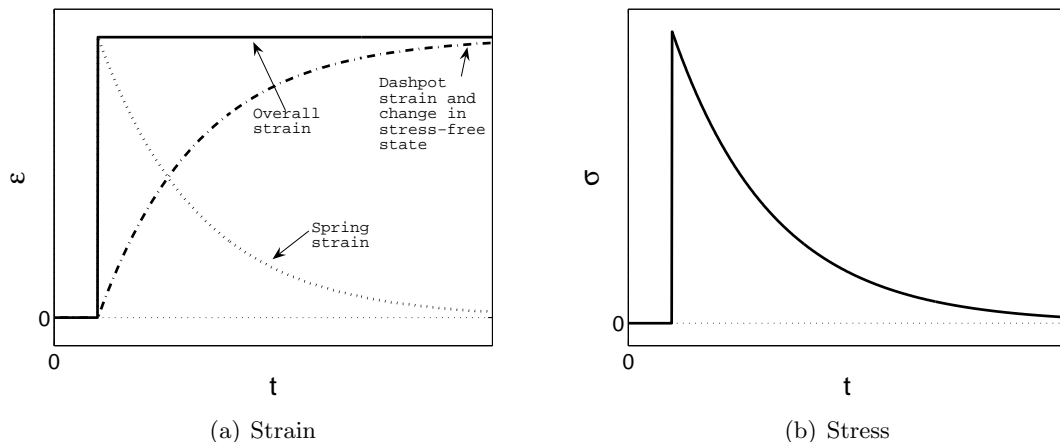 ε
0
0
t
Overall
strain
Dashpot
strain and
change in
stress-free
state
Spring
strain
(a) Strain
σ
0
0
t
(b) Stress